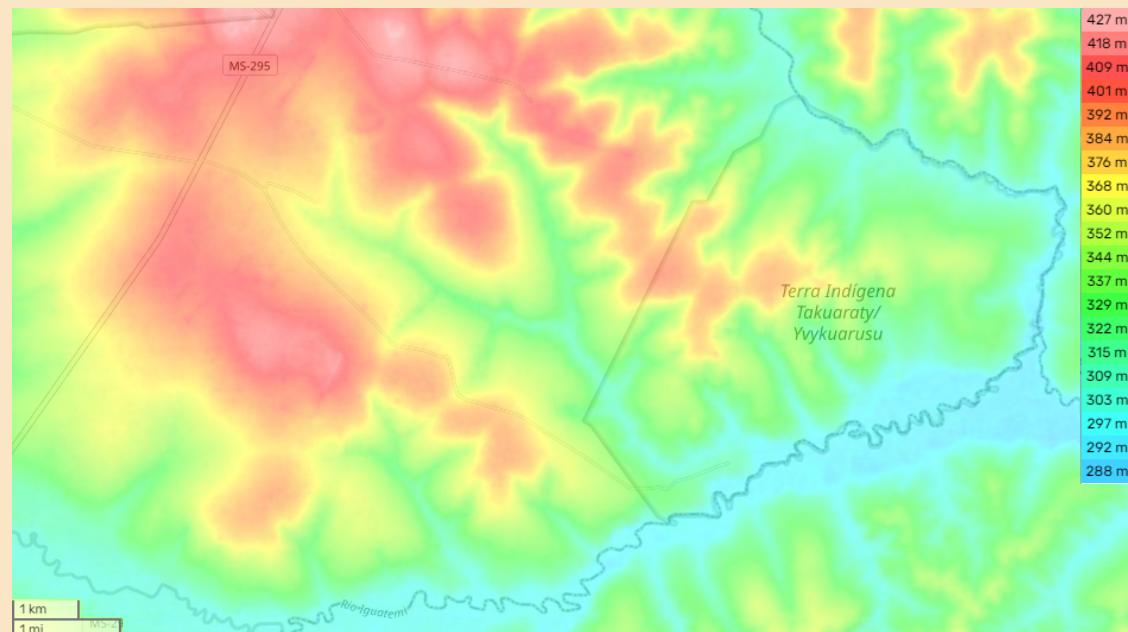 MS-295
427 m
418 m
409 m
401 m
392 m
384 m
376 m
368 m
360 m
352 m
344 m
337 m
329 m
322 m
315 m
309 m
303 m
297 m
292 m
288 m
Terra Indígena
Takuaraty/
Yvykuarusu
Rio Iguatemi
1 km
1 mi